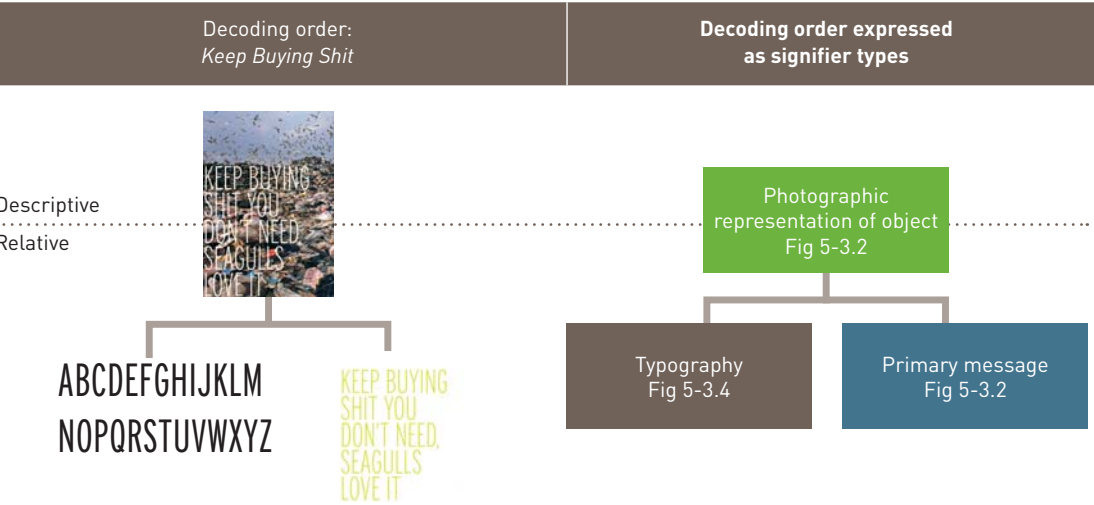 Decoding order:
Keep Buying Shit
Decoding order expressed
as signifier types
Descriptive
Relative
KEEP BUYING
SHIT YOU
DON'T NEED
SEAGULLS
LOVE IT
Photographic
representation of object
Fig 5-3.2
ABCDEFGHIJKLM
NOPQRSTUVWXYZ
KEEP BUYING
SHIT YOU
DON'T NEED,
SEAGULLS
LOVE IT
Typography
Fig 5-3.4
Primary message
Fig 5-3.2